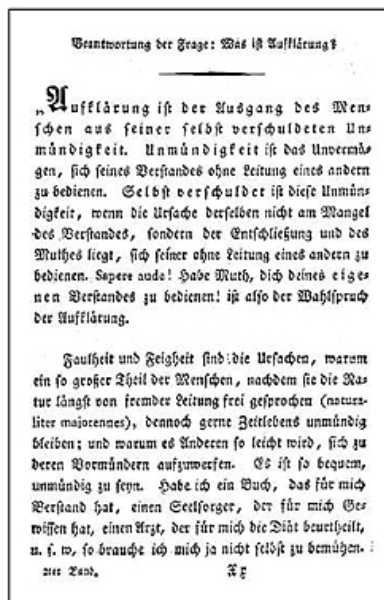 Beantwortung der Frage: Was ist Aufklärung?
„Aufklärung ist der Ausgang des Men-
schen aus seiner selbst verschuldeten Un-
mündigkeit. Unmündigkeit ist das Unvermö-
gen, sich seines Verstandes ohne Leitung eines andern
zu bedienen. Selbst verschuldet ist diese Unmün-
digkeit, wenn die Ursache derselben nicht am Mangel
des Verstandes, sondern der Entschließung und des
Muthes liegt, sich seiner ohne Leitung eines andern zu
bedienen. Sapere aude! Habe Muth, dich deines eige-
nen Verstandes zu bedienen! ist also der Wahlspruch
der Aufklärung.
Faulheit und Feigheit sind die Ursachen, warum
ein so großer Theil der Menschen, nachdem sie die Na-
tur längst von fremder Leitung frei gesprochen (natura-
liter majorennes), dennoch gerne Zeitlebens unmündig
bleiben; und warum es Anderen so leicht wird, sich zu
deren Vormündern aufzuwerfen. Es ist so bequem,
unmündig zu seyn. Habe ich ein Buch, das für mich
Verstand hat, einen Seelsorger, der für mich Ge-
wissen hat, einen Arzt, der für mich die Diät beurtheilt,
u. s. w, so brauche ich mich ja nicht selbst zu bemühen.
2ter Band. Xx